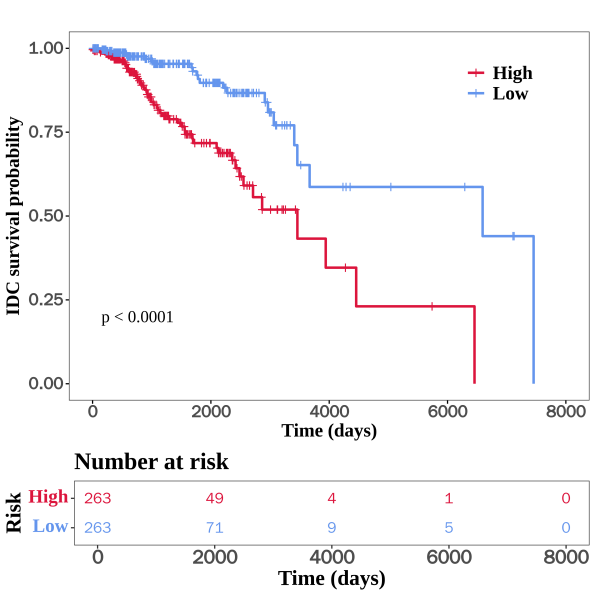 1.00
0.75
0.50
0.25
0.00
IDC survival probability
High
Low
p < 0.0001
0 2000 4000 6000 8000
Time (days)
Number at risk
Risk
High 263 49 4 1 0
Low 263 71 9 5 0
0 2000 4000 6000 8000
Time (days)